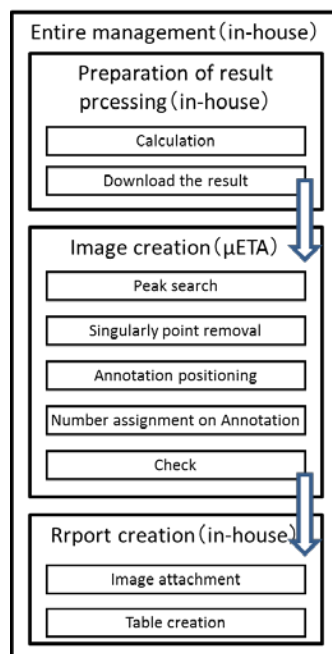 Entire management(in-house)
Preparation of result
prcessing(in-house)
Calculation
Download the result
Image creation(μETA)
Peak search
Singularly point removal
Annotation positioning
Number assignment on Annotation
Check
Rrport creation(in-house)
Image attachment
Table creation